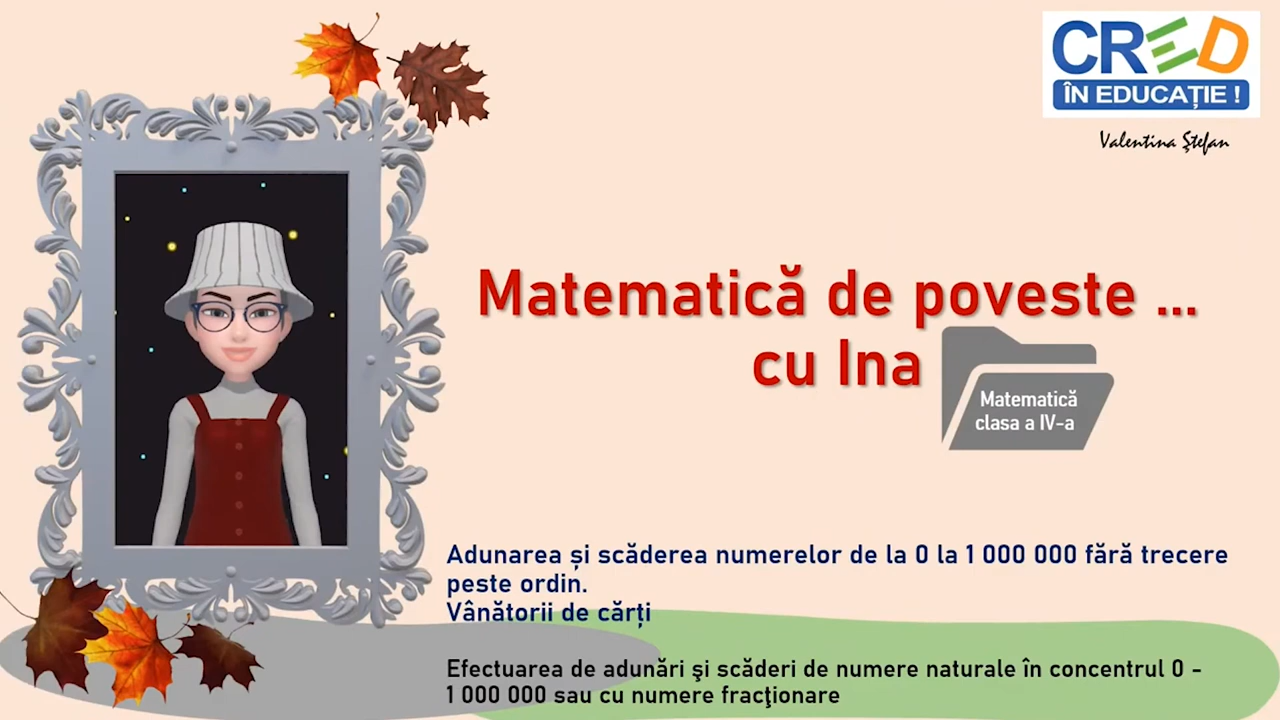 CRED
ÎN EDUCAȚIE !
Valentina Ştefan
Matematică de poveste ...
cu Ina
Matematică
clasa a IV-a
Adunarea și scăderea numerelor de la 0 la 1 000 000 fără trecere
peste ordin.
Vânătorii de cărți
Efectuarea de adunări şi scăderi de numere naturale în concentrul 0 -
1 000 000 sau cu numere fracţionare